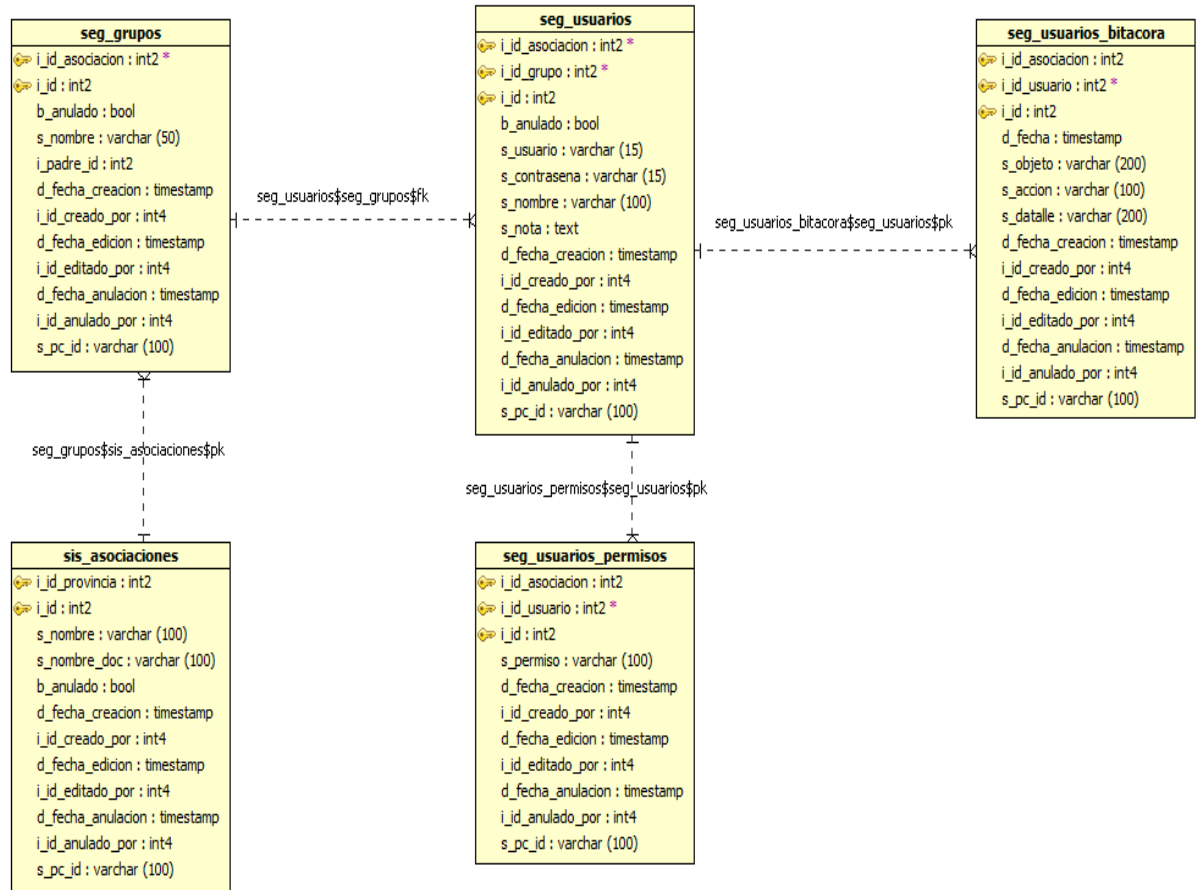 seg_grupos
i_id_asociacion : int2 *
i_id : int2
b_anulado : bool
s_nombre : varchar (50)
i_padre_id : int2
d_fecha_creacion : timestamp
i_id_creado_por : int4
d_fecha_edicion : timestamp
i_id_editado_por : int4
d_fecha_anulacion : timestamp
i_id_anulado_por : int4
s_pc_id : varchar (100)
seg_usuarios$seg_grupos$fk
seg_usuarios
i_id_asociacion : int2 *
i_id_grupo : int2 *
i_id : int2
b_anulado : bool
s_usuario : varchar (15)
s_contrasena : varchar (15)
s_nombre : varchar (100)
s_nota : text
d_fecha_creacion : timestamp
i_id_creado_por : int4
d_fecha_edicion : timestamp
i_id_editado_por : int4
d_fecha_anulacion : timestamp
i_id_anulado_por : int4
s_pc_id : varchar (100)
seg_usuarios_bitacora$seg_usuarios$pk
seg_usuarios_bitacora
i_id_asociacion : int2
i_id_usuario : int2 *
i_id : int2
d_fecha : timestamp
s_objeto : varchar (200)
s_accion : varchar (100)
s_datalle : varchar (200)
d_fecha_creacion : timestamp
i_id_creado_por : int4
d_fecha_edicion : timestamp
i_id_editado_por : int4
d_fecha_anulacion : timestamp
i_id_anulado_por : int4
s_pc_id : varchar (100)
seg_grupos$sis_asociaciones$pk
seg_usuarios_permisos$seg_usuarios$pk
sis_asociaciones
i_id_provincia : int2
i_id : int2
s_nombre : varchar (100)
s_nombre_doc : varchar (100)
b_anulado : bool
d_fecha_creacion : timestamp
i_id_creado_por : int4
d_fecha_edicion : timestamp
i_id_editado_por : int4
d_fecha_anulacion : timestamp
i_id_anulado_por : int4
s_pc_id : varchar (100)
seg_usuarios_permisos
i_id_asociacion : int2
i_id_usuario : int2 *
i_id : int2
s_permiso : varchar (100)
d_fecha_creacion : timestamp
i_id_creado_por : int4
d_fecha_edicion : timestamp
i_id_editado_por : int4
d_fecha_anulacion : timestamp
i_id_anulado_por : int4
s_pc_id : varchar (100)